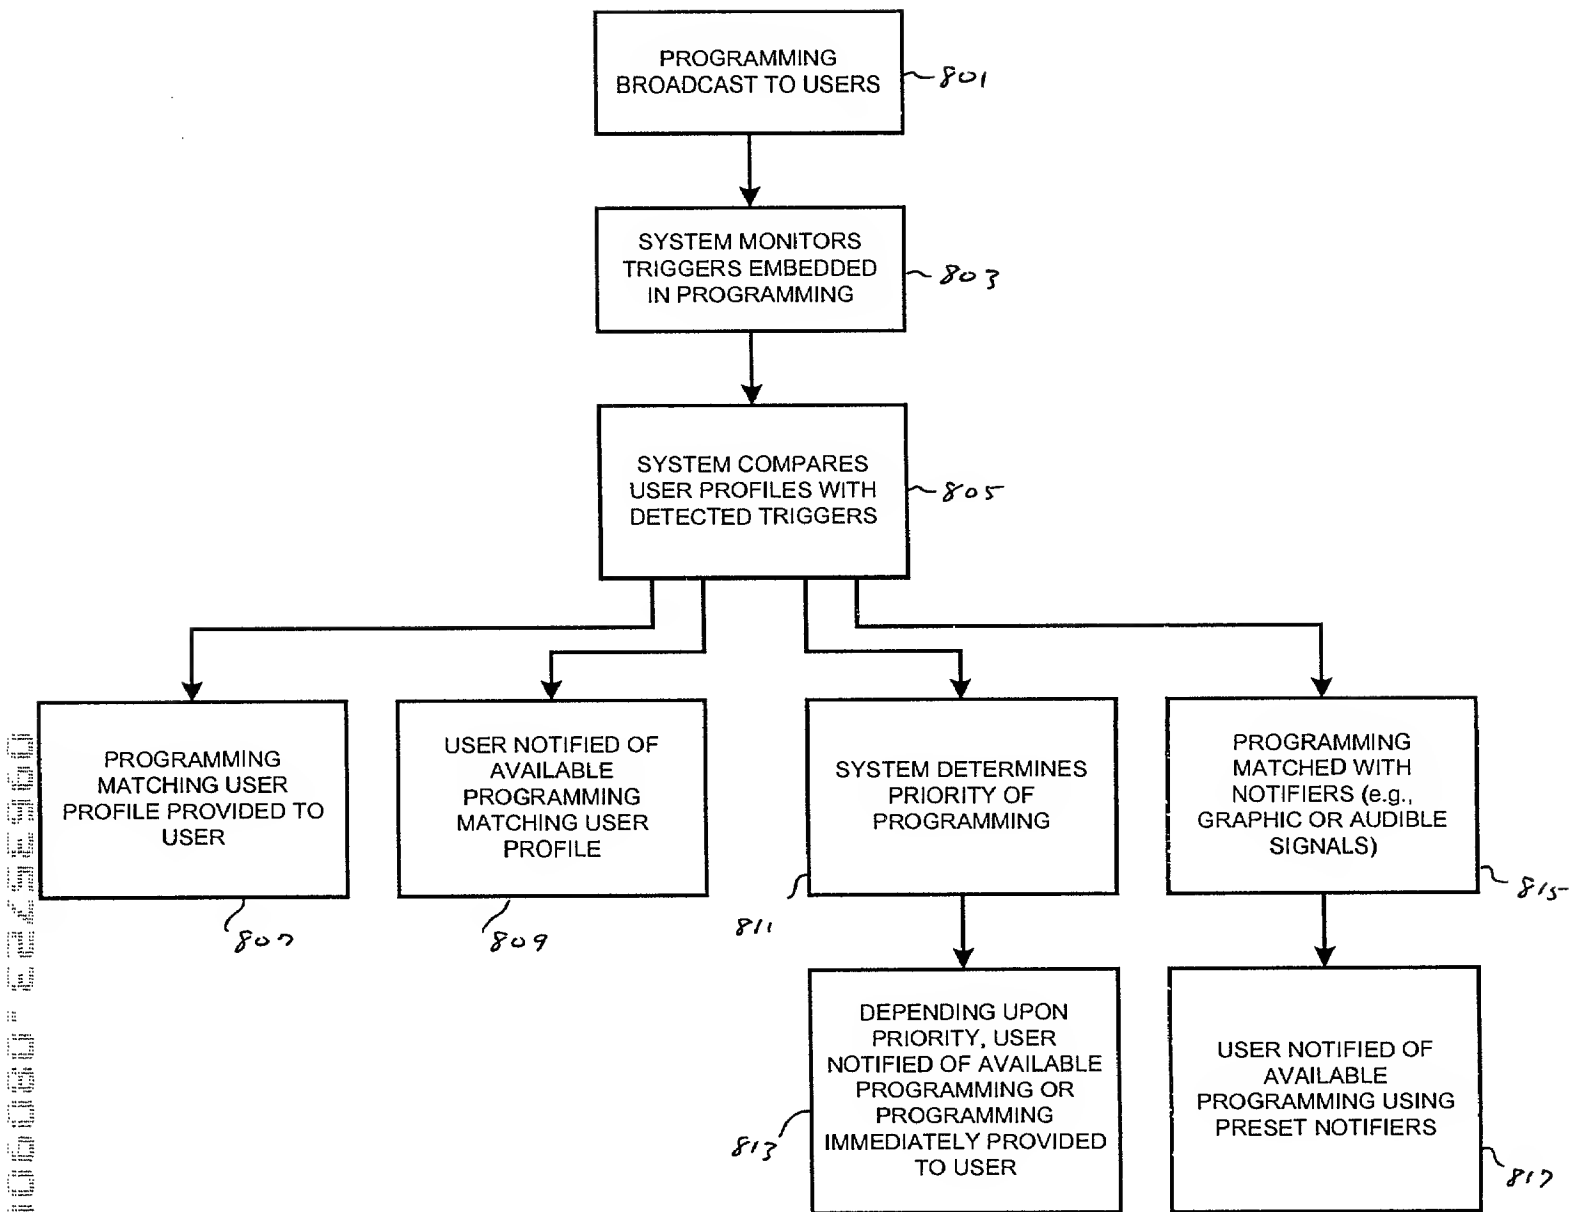 PROGRAMMING
BROADCAST TO USERS
801
SYSTEM MONITORS
TRIGGERS EMBEDDED
IN PROGRAMMING
803
SYSTEM COMPARES
USER PROFILES WITH
DETECTED TRIGGERS
805
PROGRAMMING
MATCHING USER
PROFILE PROVIDED TO
USER
807
USER NOTIFIED OF
AVAILABLE
PROGRAMMING
MATCHING USER
PROFILE
809
SYSTEM DETERMINES
PRIORITY OF
PROGRAMMING
811
PROGRAMMING
MATCHED WITH
NOTIFIERS (e.g.,
GRAPHIC OR AUDIBLE
SIGNALS)
815
DEPENDING UPON
PRIORITY, USER
NOTIFIED OF AVAILABLE
PROGRAMMING OR
PROGRAMMING
IMMEDIATELY PROVIDED
TO USER
813
USER NOTIFIED OF
AVAILABLE
PROGRAMMING USING
PRESET NOTIFIERS
817